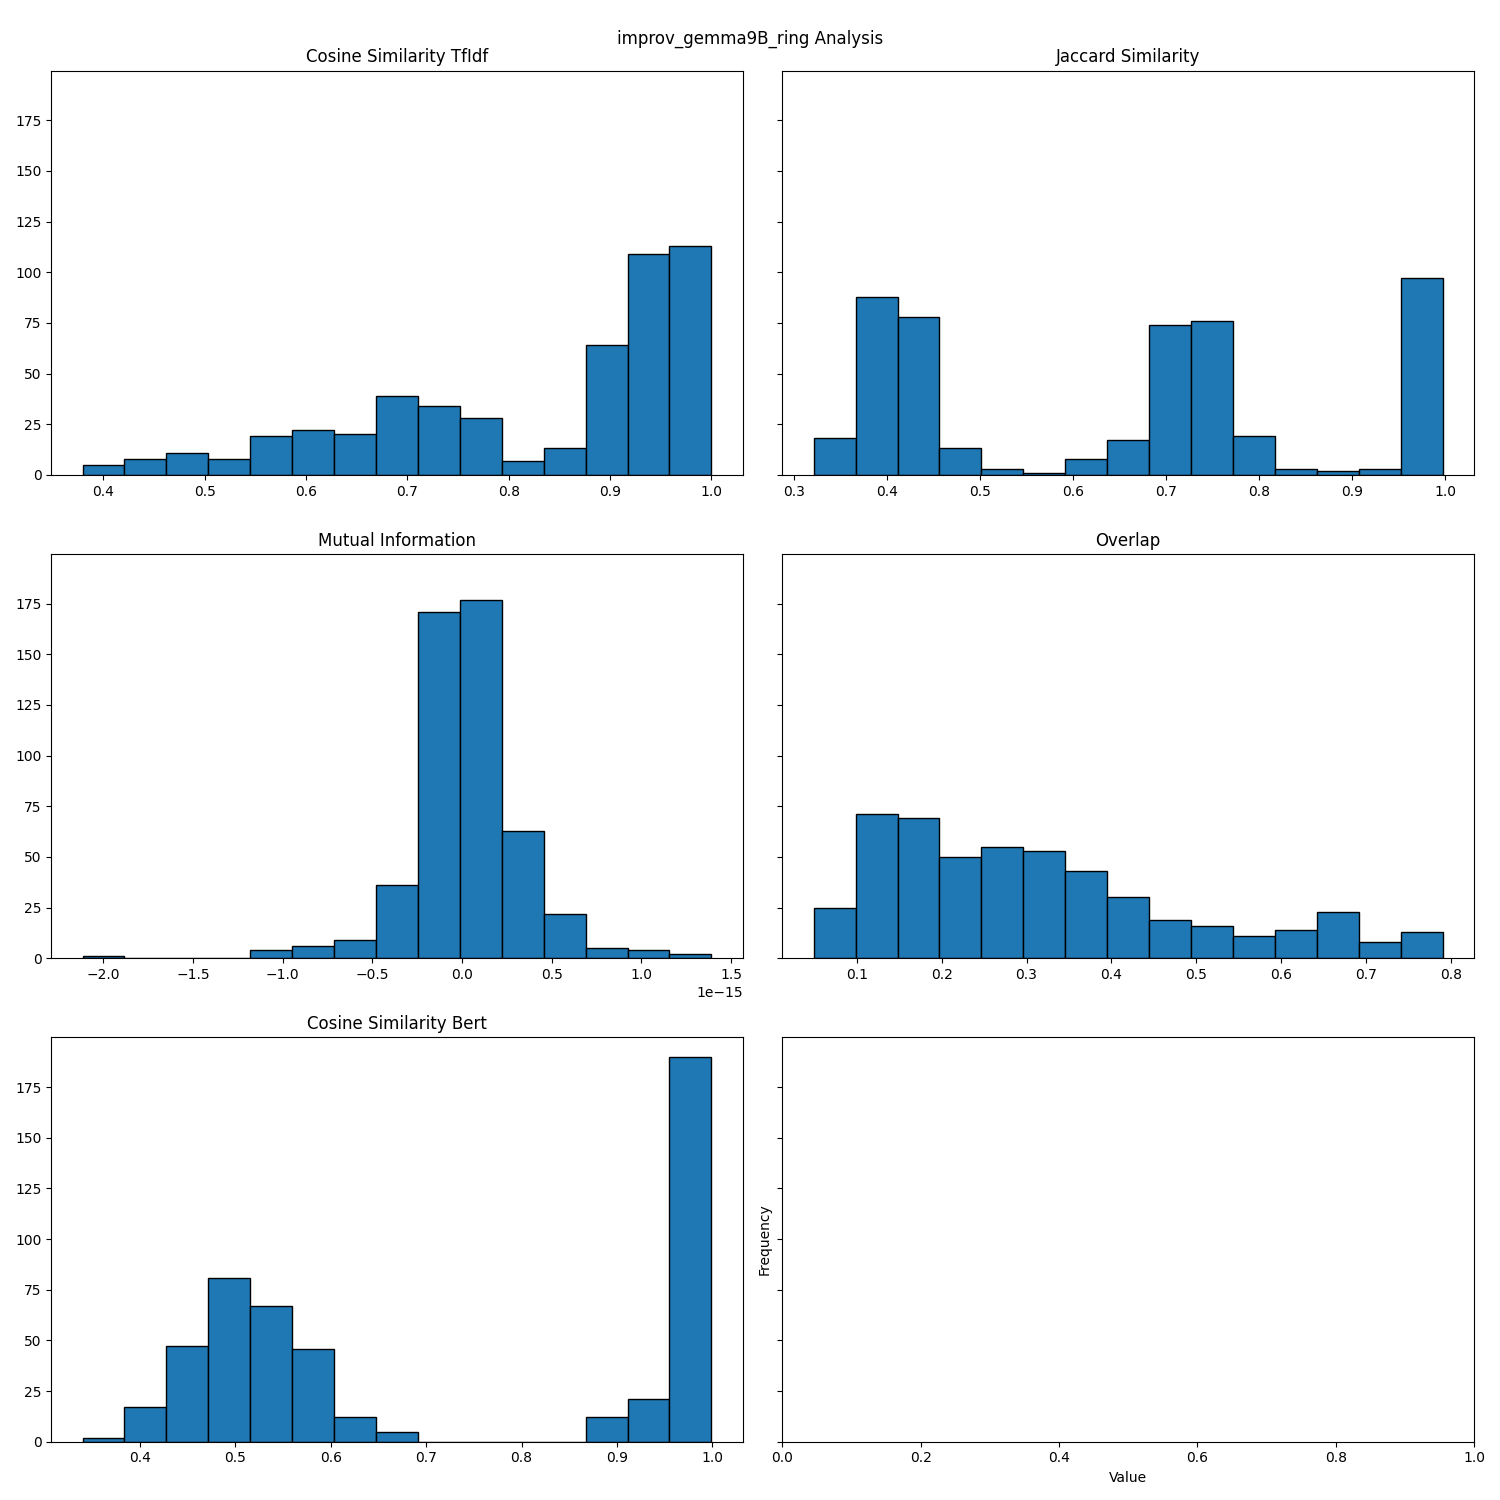 improv_gemma9B_ring Analysis
Cosine Similarity TfIdf
Jaccard Similarity
175
150
125
100
75
50
25
0
0.4 0.5 0.6 0.7 0.8 0.9 1.0
0.3 0.4 0.5 0.6 0.7 0.8 0.9 1.0
Mutual Information
Overlap
175
150
125
100
75
50
25
0
−2.0 −1.5 −1.0 −0.5 0.0 0.5 1.0 1.5
1e−15
0.1 0.2 0.3 0.4 0.5 0.6 0.7 0.8
Cosine Similarity Bert
175
150
125
100
75
50
25
0
0.4 0.5 0.6 0.7 0.8 0.9 1.0
Frequency
0.0 0.2 0.4 0.6 0.8 1.0
Value